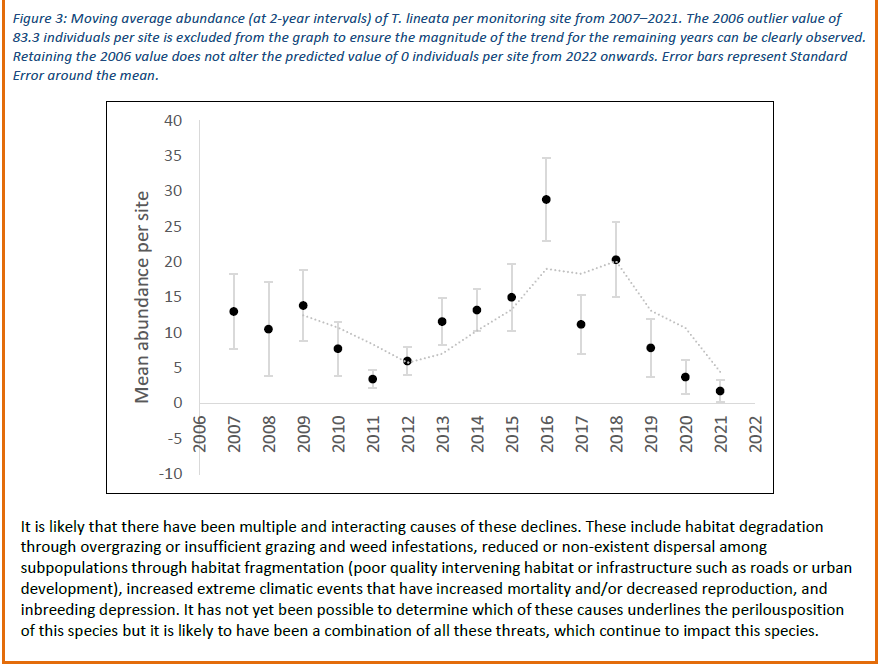 Figure 3: Moving average abundance (at 2-year intervals) of T. lineata per monitoring site from 2007–2021. The 2006 outlier value of
83.3 individuals per site is excluded from the graph to ensure the magnitude of the trend for the remaining years can be clearly observed.
Retaining the 2006 value does not alter the predicted value of 0 individuals per site from 2022 onwards. Error bars represent Standard
Error around the mean.
Mean abundance per site
40
35
30
25
20
15
10
5
0
-5
-10
2006
2007
2008
2009
2010
2011
2012
2013
2014
2015
2016
2017
2018
2019
2020
2021
2022
It is likely that there have been multiple and interacting causes of these declines. These include habitat degradation
through overgrazing or insufficient grazing and weed infestations, reduced or non-existent dispersal among
subpopulations through habitat fragmentation (poor quality intervening habitat or infrastructure such as roads or urban
development), increased extreme climatic events that have increased mortality and/or decreased reproduction, and
inbreeding depression. It has not yet been possible to determine which of these causes underlines the perilousposition
of this species but it is likely to have been a combination of all these threats, which continue to impact this species.